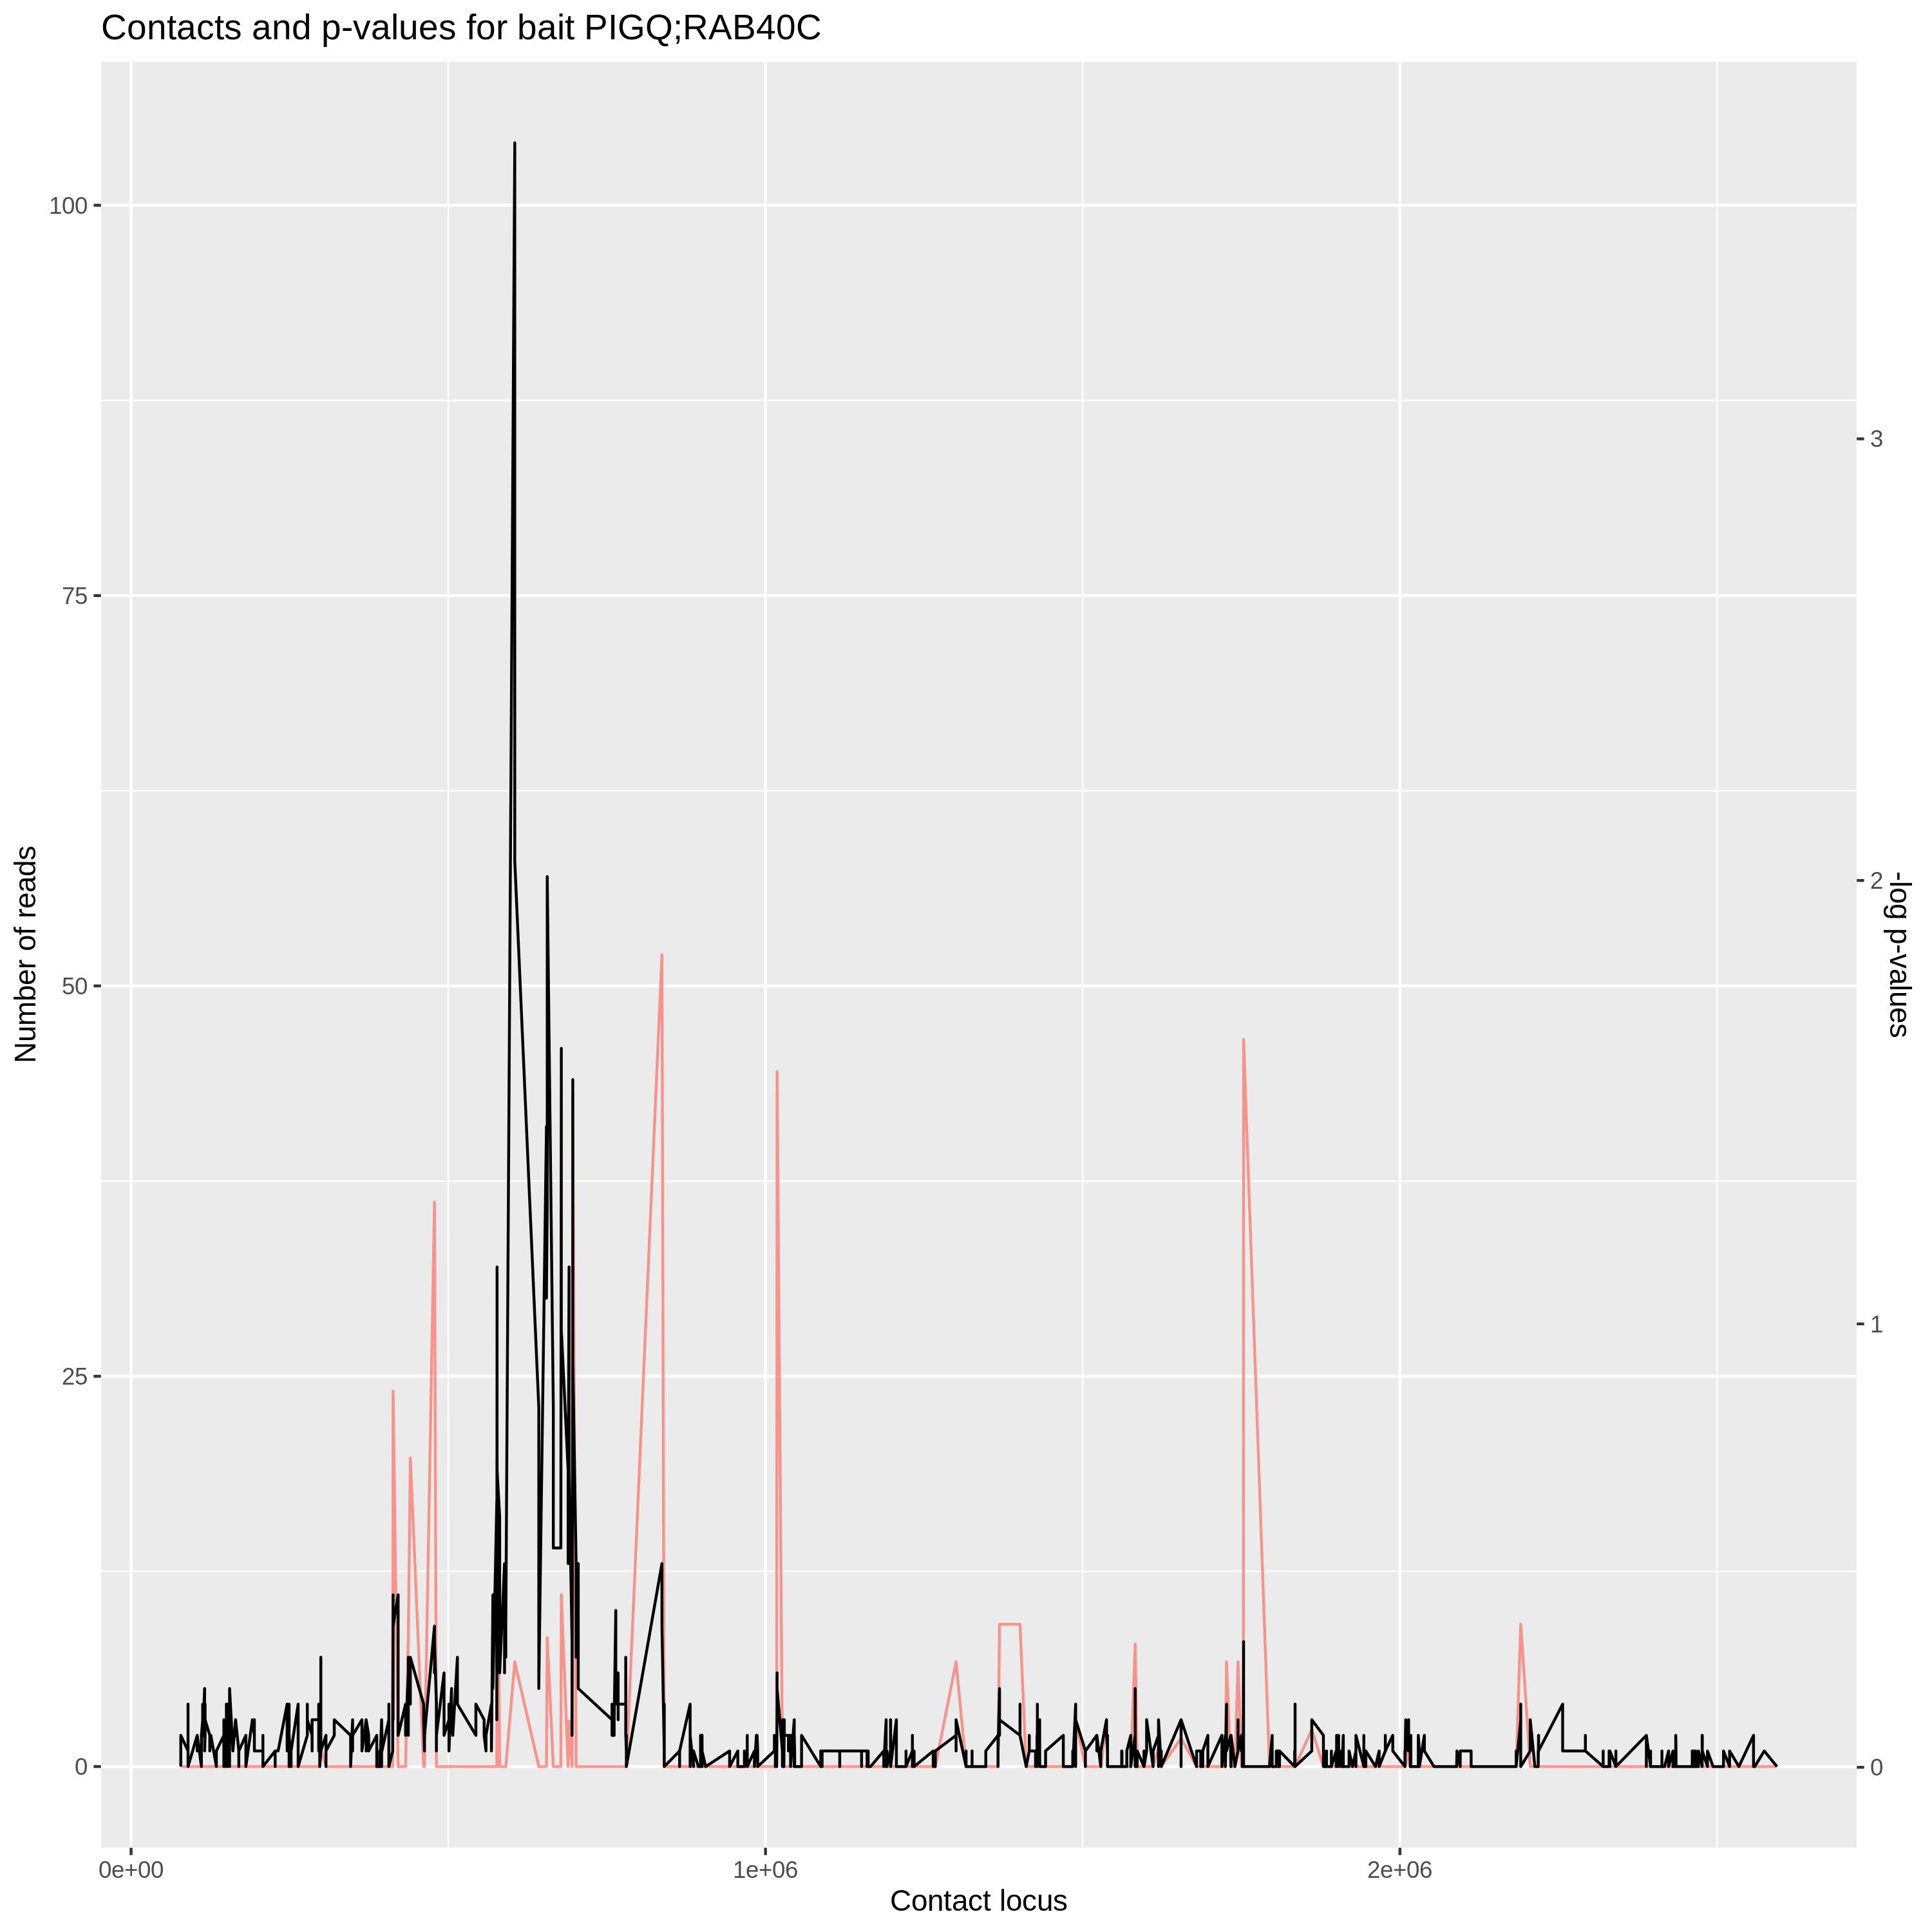 Contacts and p-values for bait PIGQ;RAB40C
Number of reads
100
75
50
25
0
3
2
1
0
-log p-values
0e+00
1e+06
2e+06
Contact locus